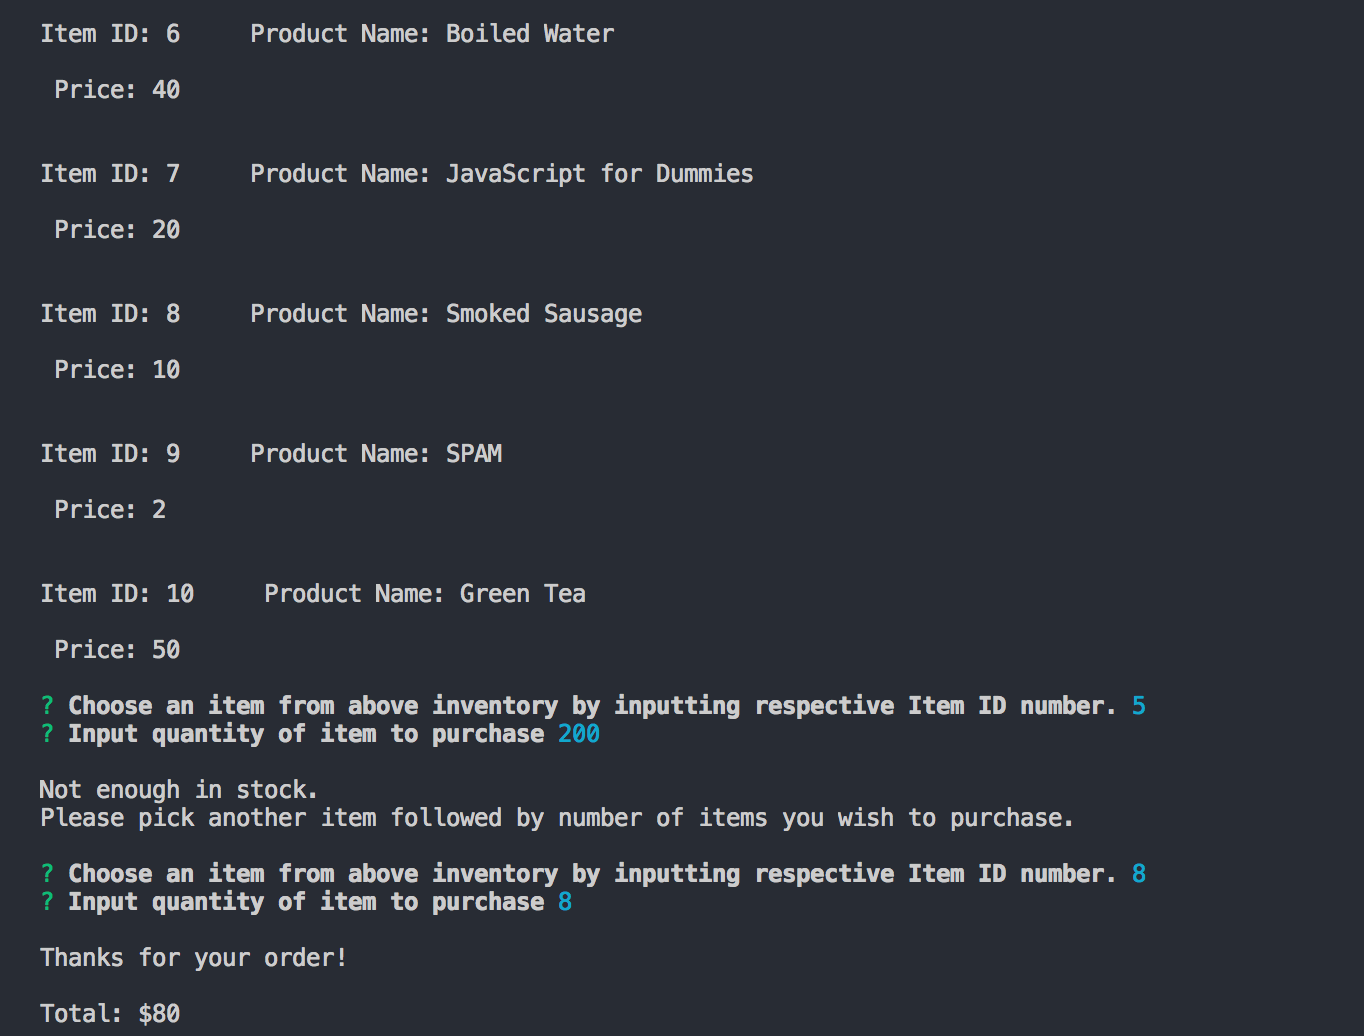 Item ID: 6     Product Name: Boiled Water
Price: 40
Item ID: 7     Product Name: JavaScript for Dummies
Price: 20
Item ID: 8     Product Name: Smoked Sausage
Price: 10
Item ID: 9     Product Name: SPAM
Price: 2
Item ID: 10     Product Name: Green Tea
Price: 50
? Choose an item from above inventory by inputting respective Item ID number. 5
? Input quantity of item to purchase 200
Not enough in stock.
Please pick another item followed by number of items you wish to purchase.
? Choose an item from above inventory by inputting respective Item ID number. 8
? Input quantity of item to purchase 8
Thanks for your order!
Total: $80